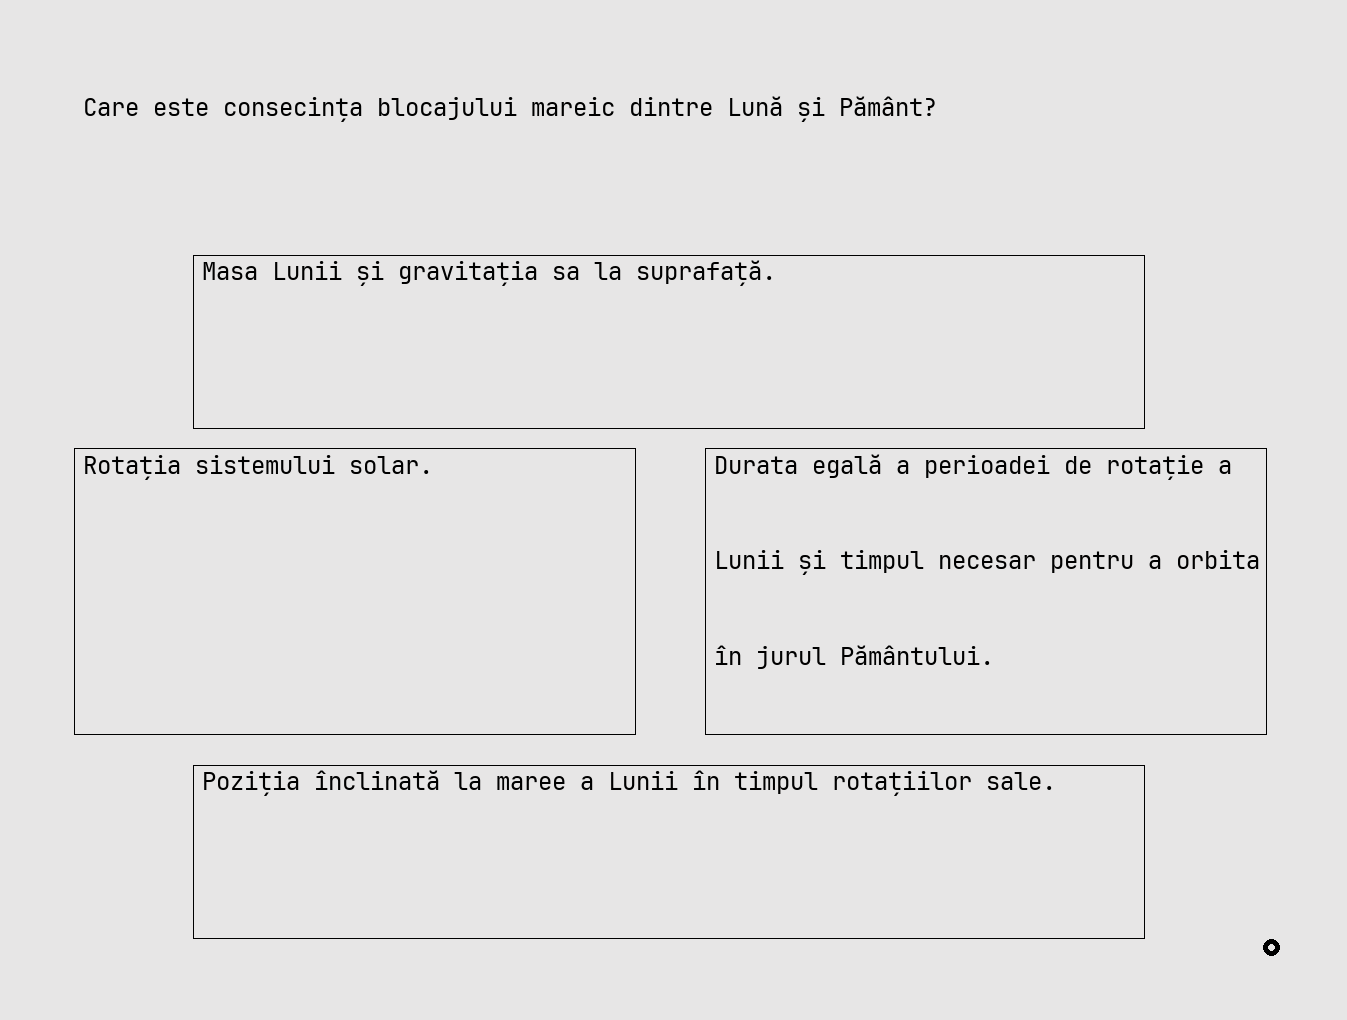 Care este consecința blocajului mareic dintre Lună și Pământ?
Masa Lunii și gravitația sa la suprafață.
Rotația sistemului solar.
Durata egală a perioadei de rotație a
Lunii și timpul necesar pentru a orbita
în jurul Pământului.
Poziția înclinată la maree a Lunii în timpul rotațiilor sale.